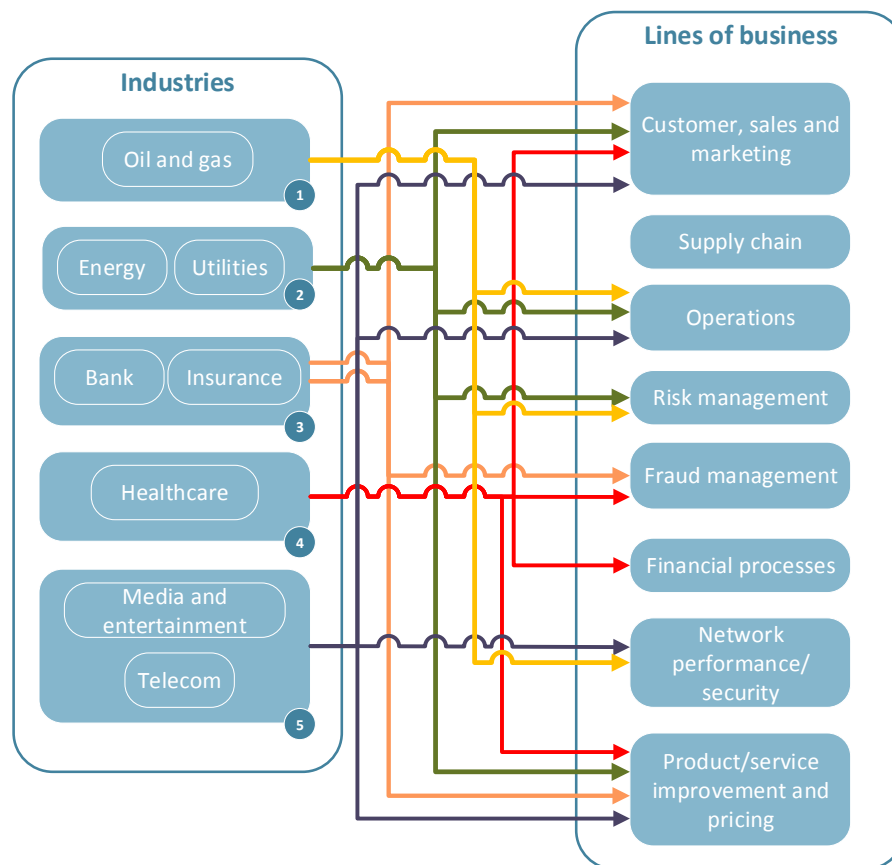 Industries
Oil and gas
1
Energy
Utilities
2
Bank
Insurance
3
Healthcare
4
Media and
entertainment
Telecom
5
Lines of business
Customer, sales and
marketing
Supply chain
Operations
Risk management
Fraud management
Financial processes
Network
performance/
security
Product/service
improvement and
pricing